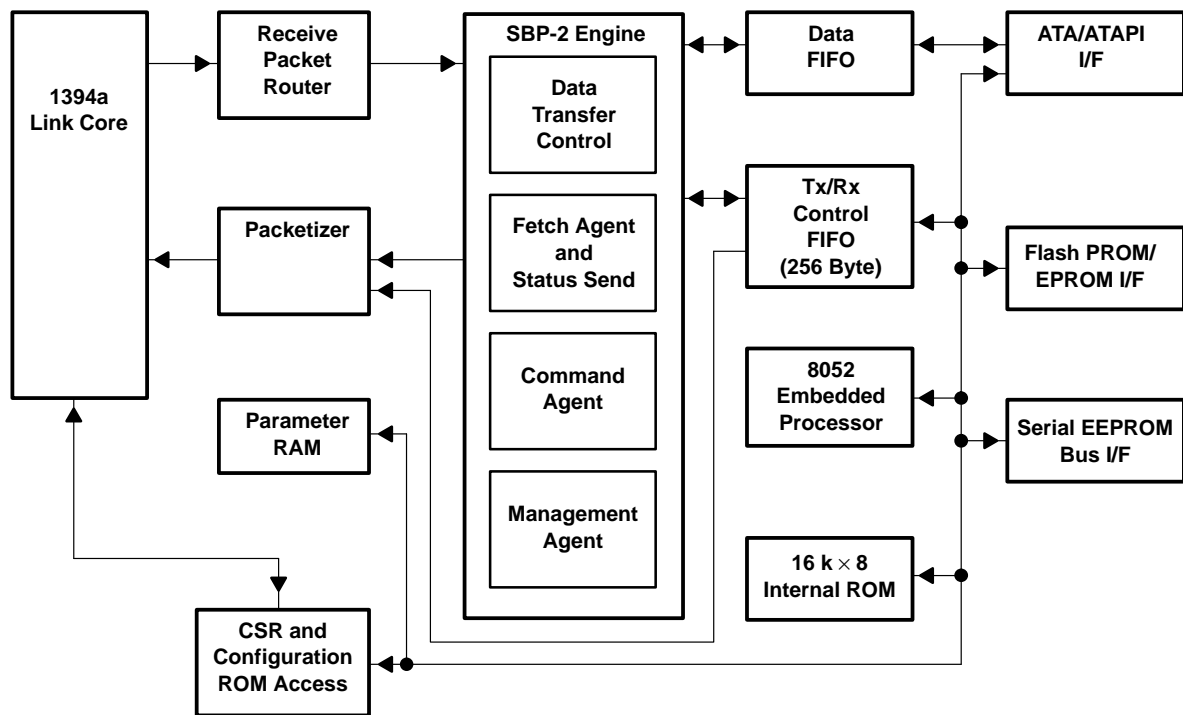 1394a
Link Core
Receive
Packet
Router
Packetizer
Parameter
RAM
CSR and
Configuration
ROM Access
SBP-2 Engine
Data
Transfer
Control
Fetch Agent
and
Status Send
Command
Agent
Management
Agent
Data
FIFO
Tx/Rx
Control
FIFO
(256 Byte)
8052
Embedded
Processor
16 k × 8
Internal ROM
ATA/ATAPI
I/F
Flash PROM/
EPROM I/F
Serial EEPROM
Bus I/F